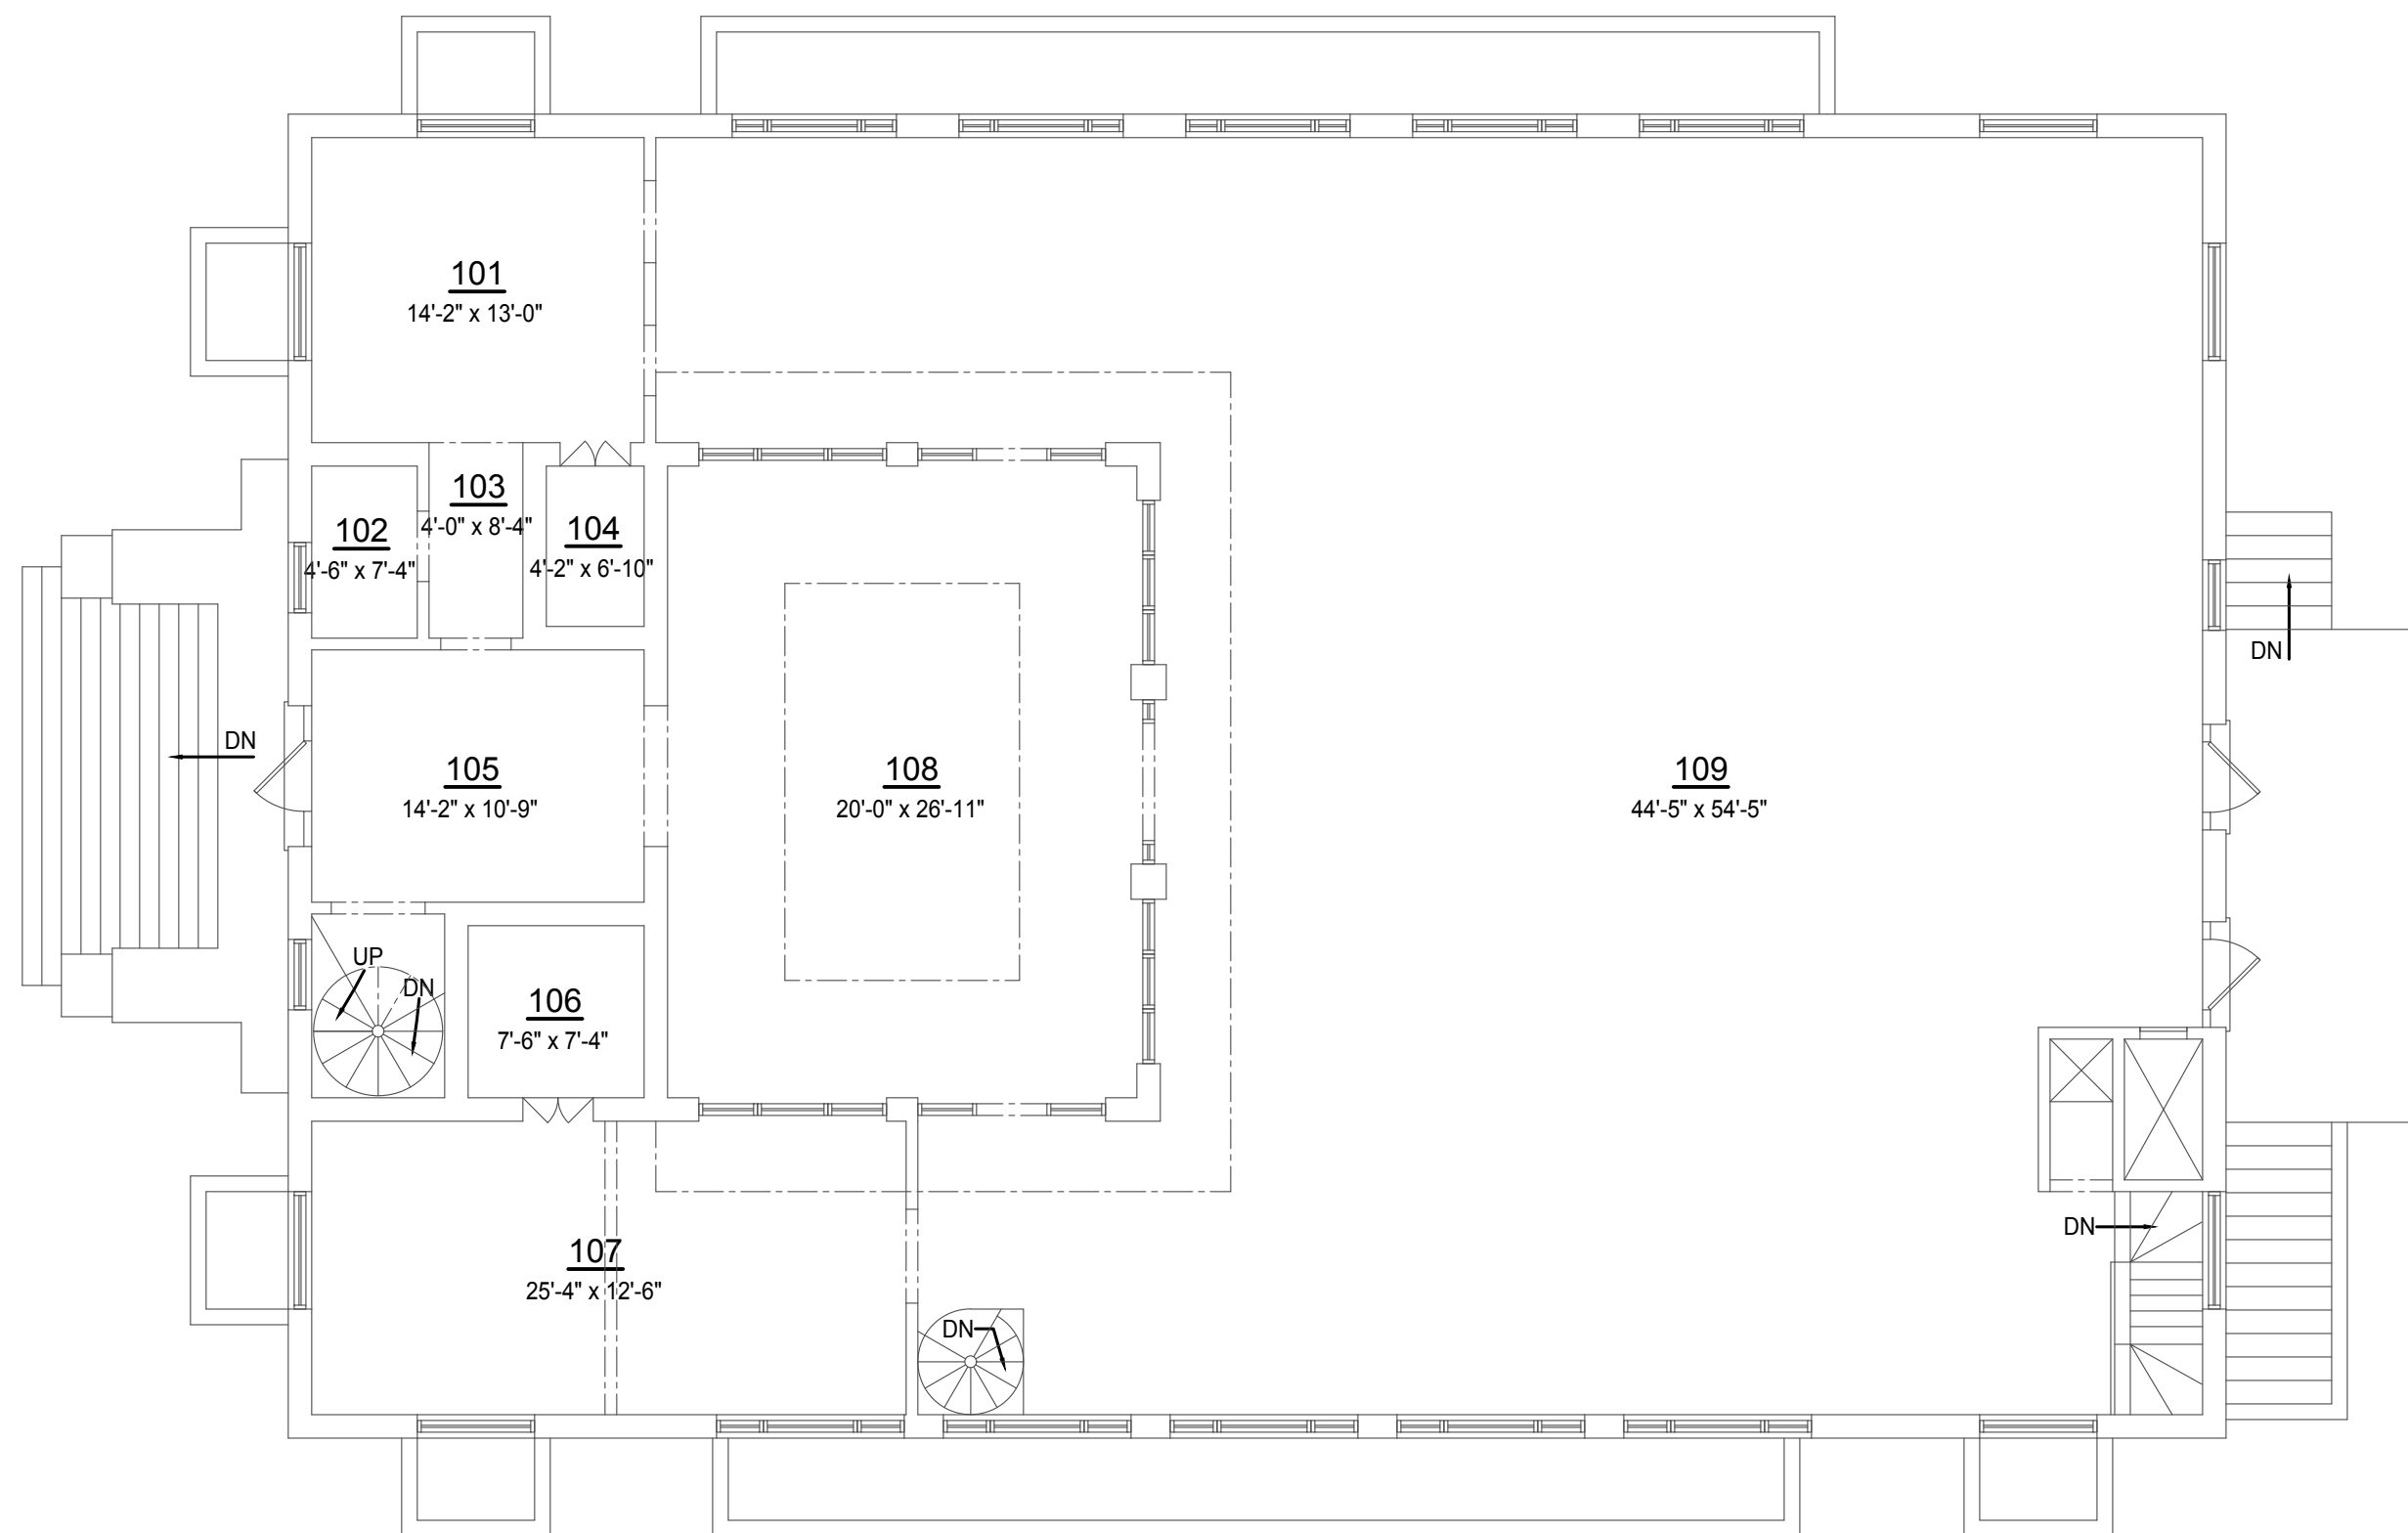 101
14'-2" x 13'-0"
103
4'-0" x 8'-4"
102
4'-6" x 7'-4"
104
4'-2" x 6'-10"
DN
DN
105
14'-2" x 10'-9"
108
20'-0" x 26'-11"
109
44'-5" x 54'-5"
UP
DN
106
7'-6" x 7'-4"
DN
107
25'-4" x 12'-6"
DN